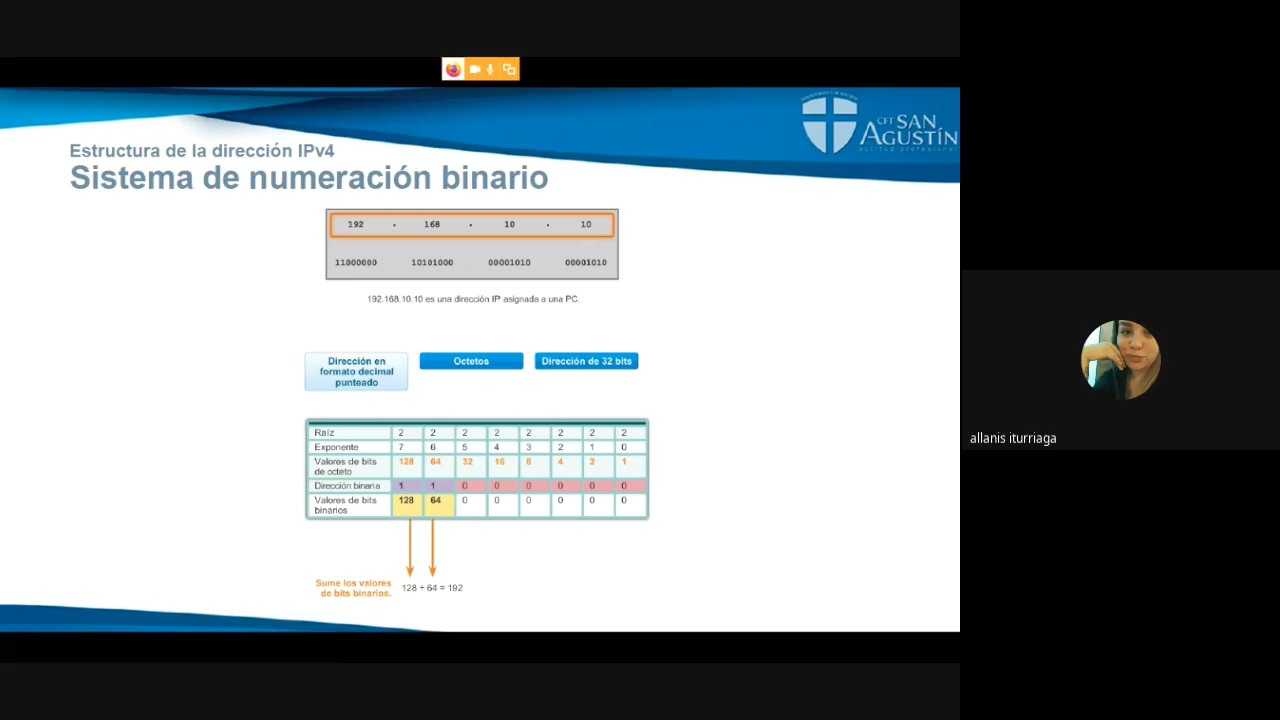 CFT SAN
AGUSTÍN
Estructura de la dirección IPv4
Sistema de numeración binario
192 . 168 . 10 . 10
11000000 10101000 00001010 00001010
192.168.10.10 es una dirección IP asignada a una PC.
Dirección en
formato decimal
punteado
Octetos
Dirección de 32 bits
Raíz 2 2 2 2 2 2 2 2
Exponente 7 6 5 4 3 2 1 0
Valores de bits
de octeto 128 64 32 16 8 4 2 1
Dirección binaria 1 1 0 0 0 0 0 0
Valores de bits
binarios 128 64 0 0 0 0 0 0
Sume los valores
de bits binarios.
128 + 64 = 192
allanis iturriaga